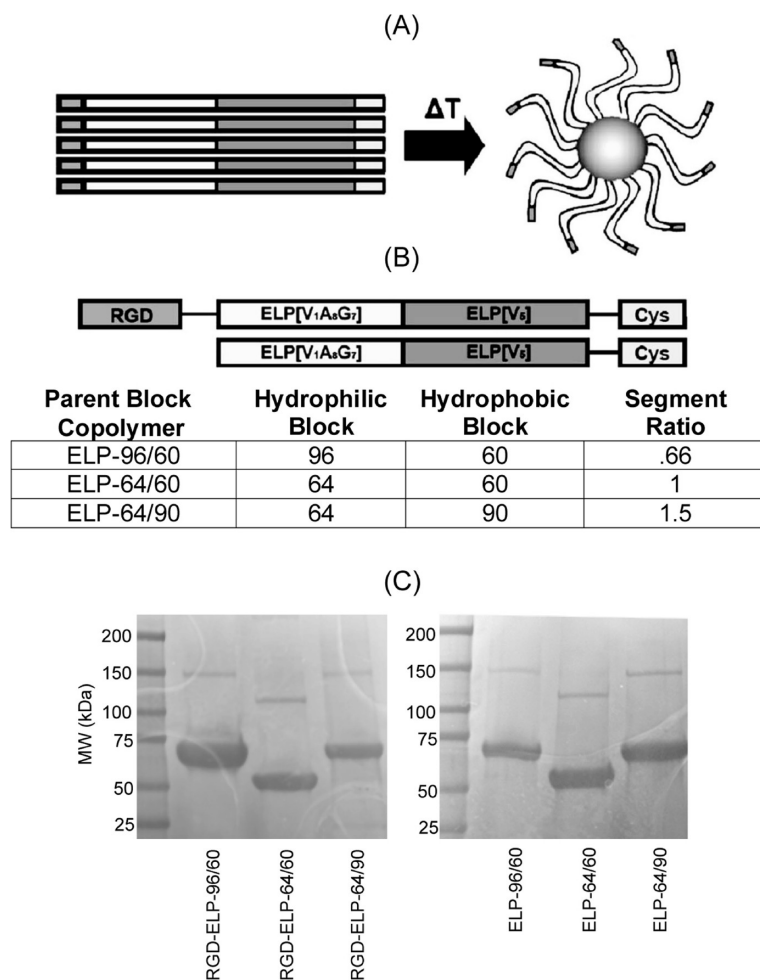 (A)
ΔT
(B)
RGD ELP[V₁A₈G₇] ELP[V₅] Cys
ELP[V₁A₈G₇] ELP[V₅] Cys
Parent Block Copolymer Hydrophilic Block Hydrophobic Block Segment Ratio
ELP-96/60 96 60 .66
ELP-64/60 64 60 1
ELP-64/90 64 90 1.5
(C)
MW (kDa)
200
150
100
75
50
25
RGD-ELP-96/60
RGD-ELP-64/60
RGD-ELP-64/90
200
150
100
75
50
25
ELP-96/60
ELP-64/60
ELP-64/90